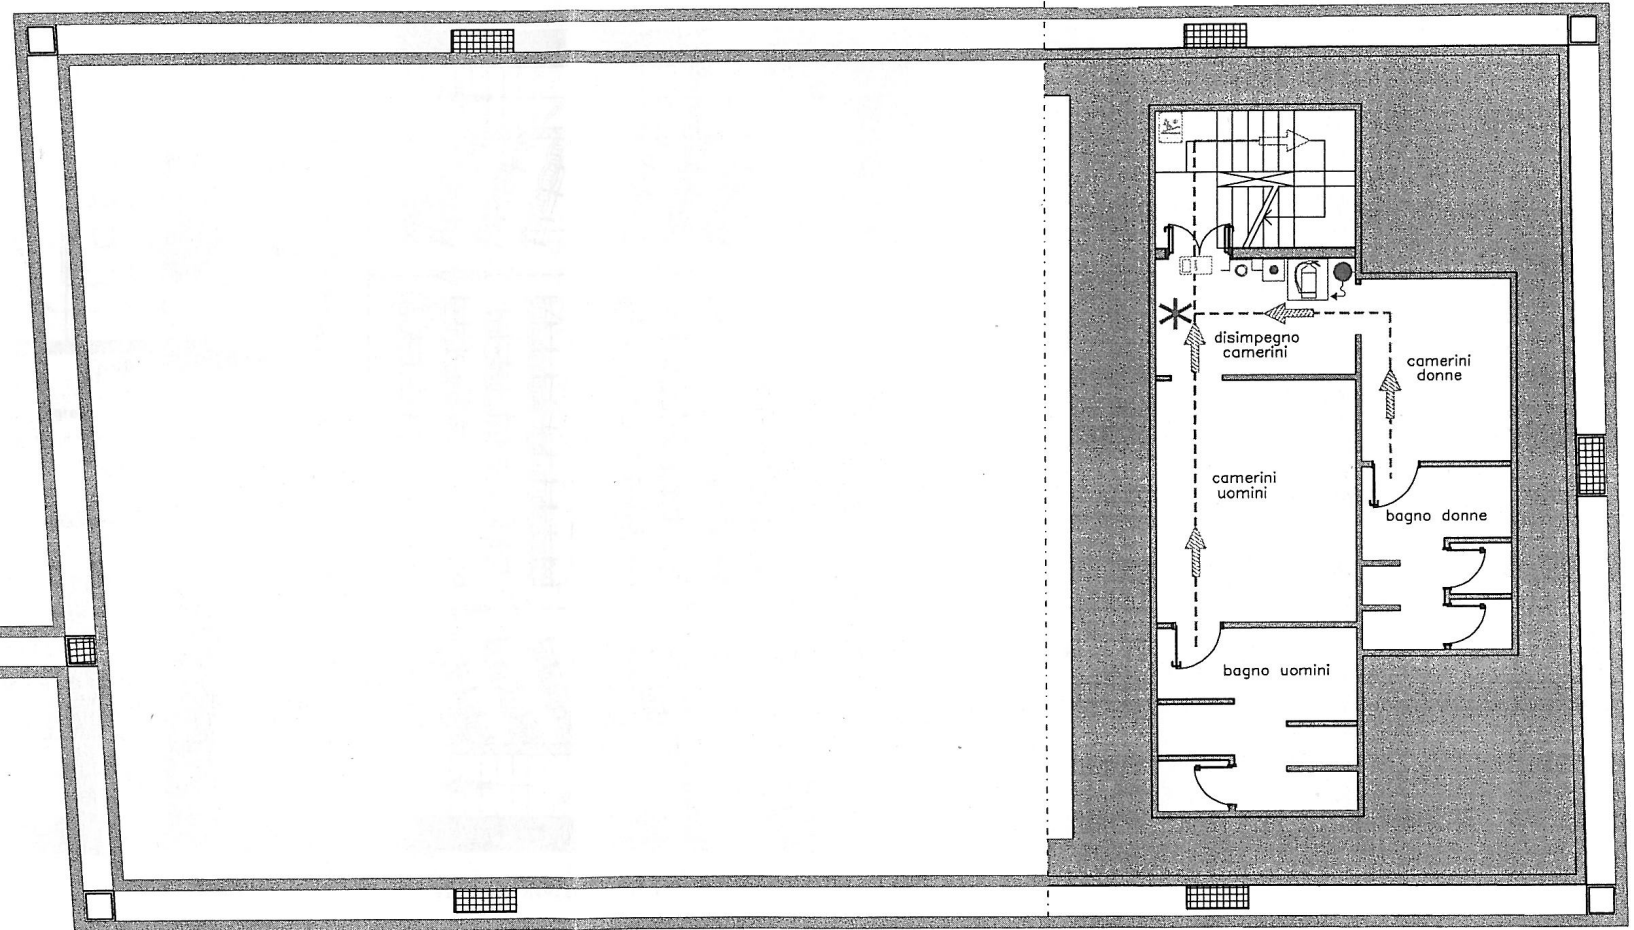 disimpegno
camerini
camerini
donne
camerini
uomini
bagno donne
bagno uomini